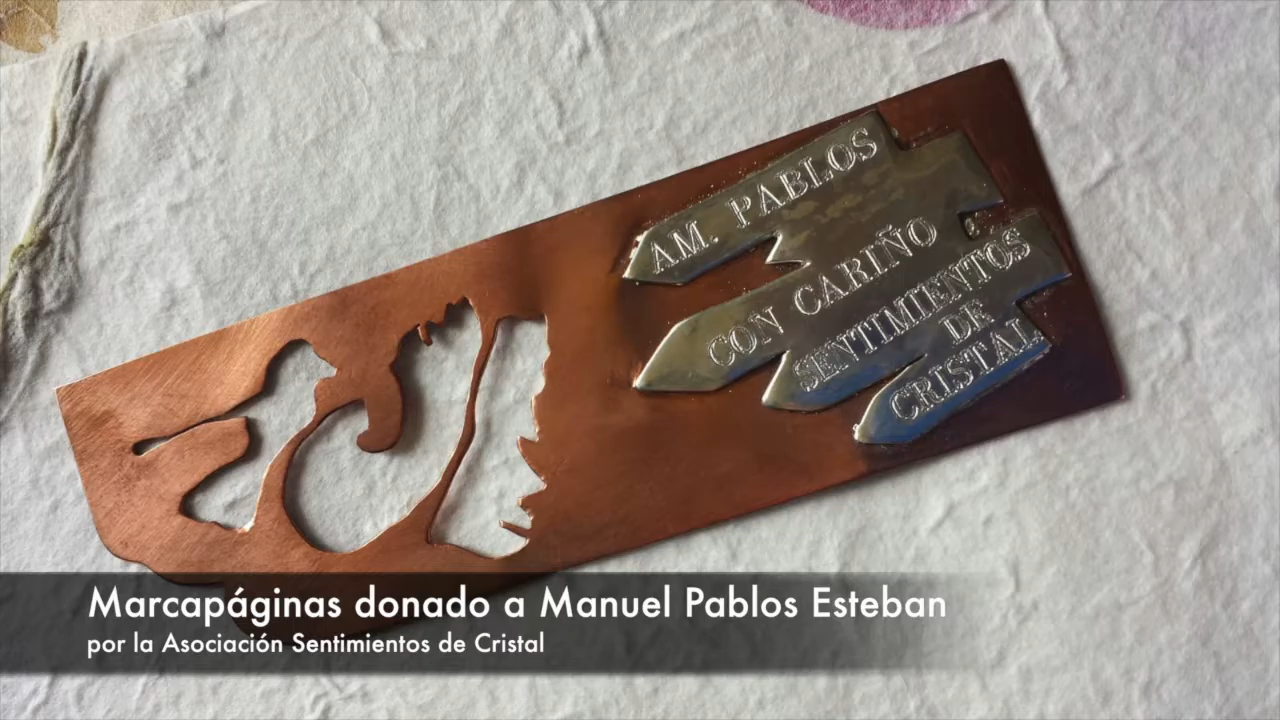 AM. PABLOS
CON CARIÑO
SENTIMIENTOS
DE
CRISTAL
Marcapáginas donado a Manuel Pablos Esteban
por la Asociación Sentimientos de Cristal